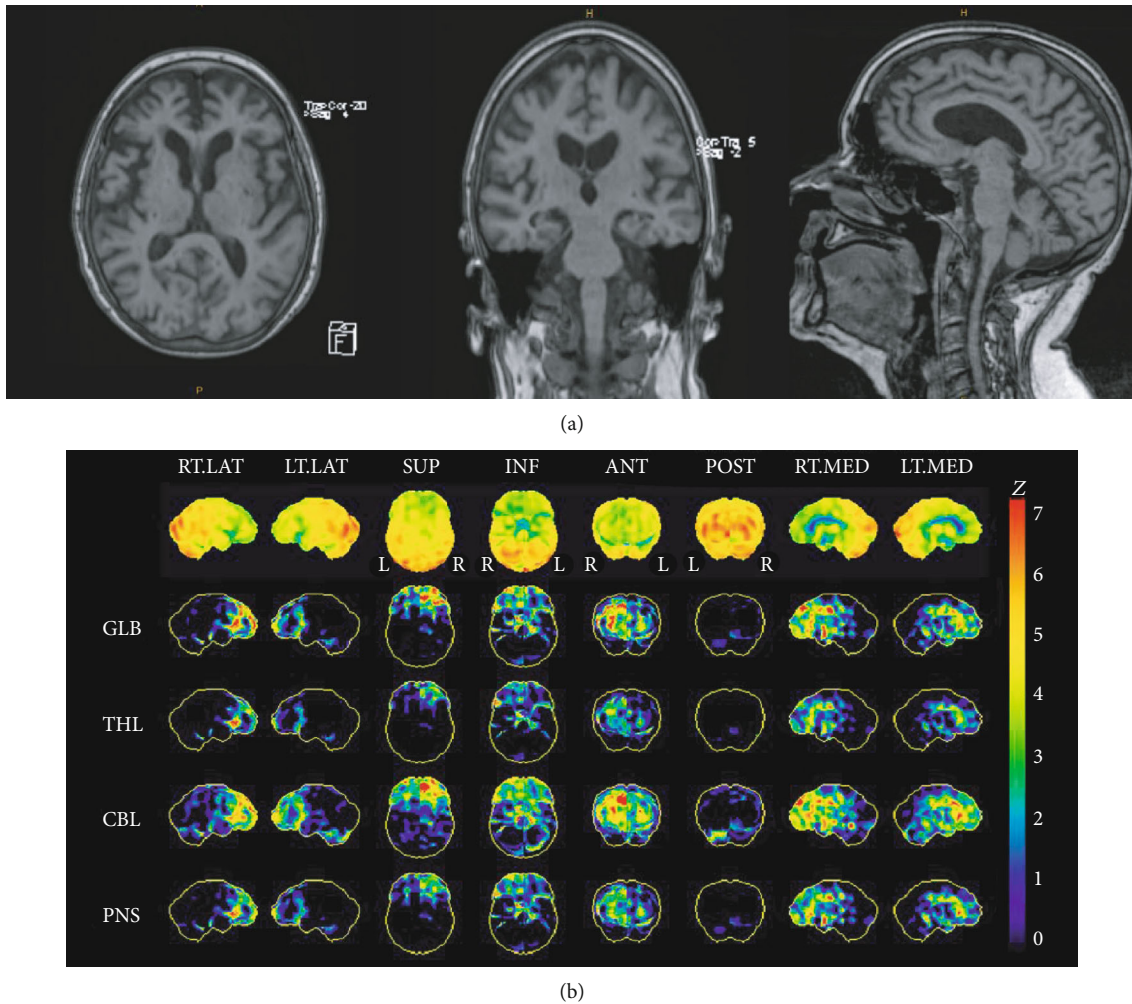 H
H
Tra>Cor -20
>Sag 4
Cor>Tra 5
>Sag -2
F
P
(a)
RT.LAT LT.LAT SUP INF ANT POST RT.MED LT.MED
Z
7
6
5
4
3
2
1
0
L R R L R L L R
GLB
THL
CBL
PNS
(b)